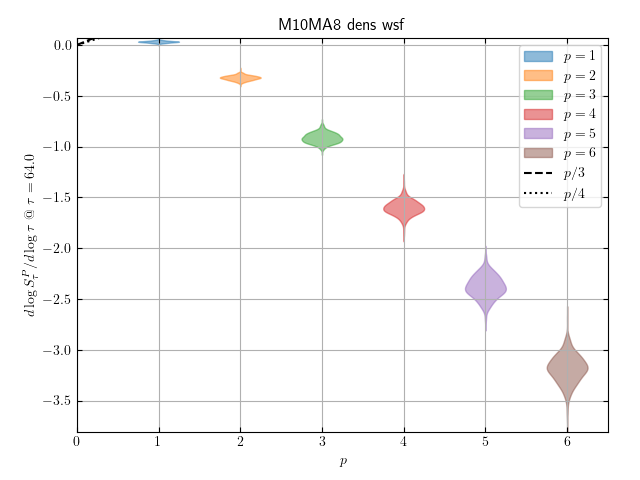 M10MA8 dens wsf
d log S_τ^P / d log τ @ τ = 64.0
0.0
−0.5
−1.0
−1.5
−2.0
−2.5
−3.0
−3.5
0 1 2 3 4 5 6
p
p = 1
p = 2
p = 3
p = 4
p = 5
p = 6
p/3
p/4